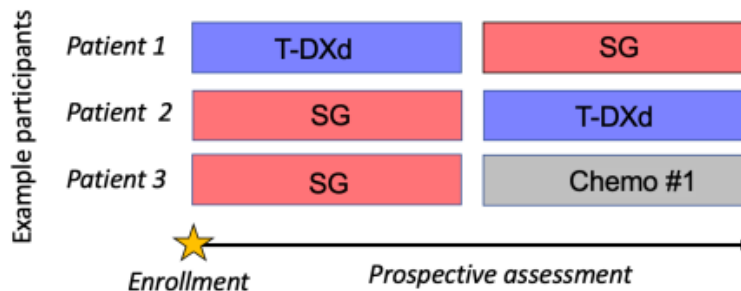 Example participants
Patient 1 T-DXd SG
Patient 2 SG T-DXd
Patient 3 SG Chemo #1
Enrollment Prospective assessment